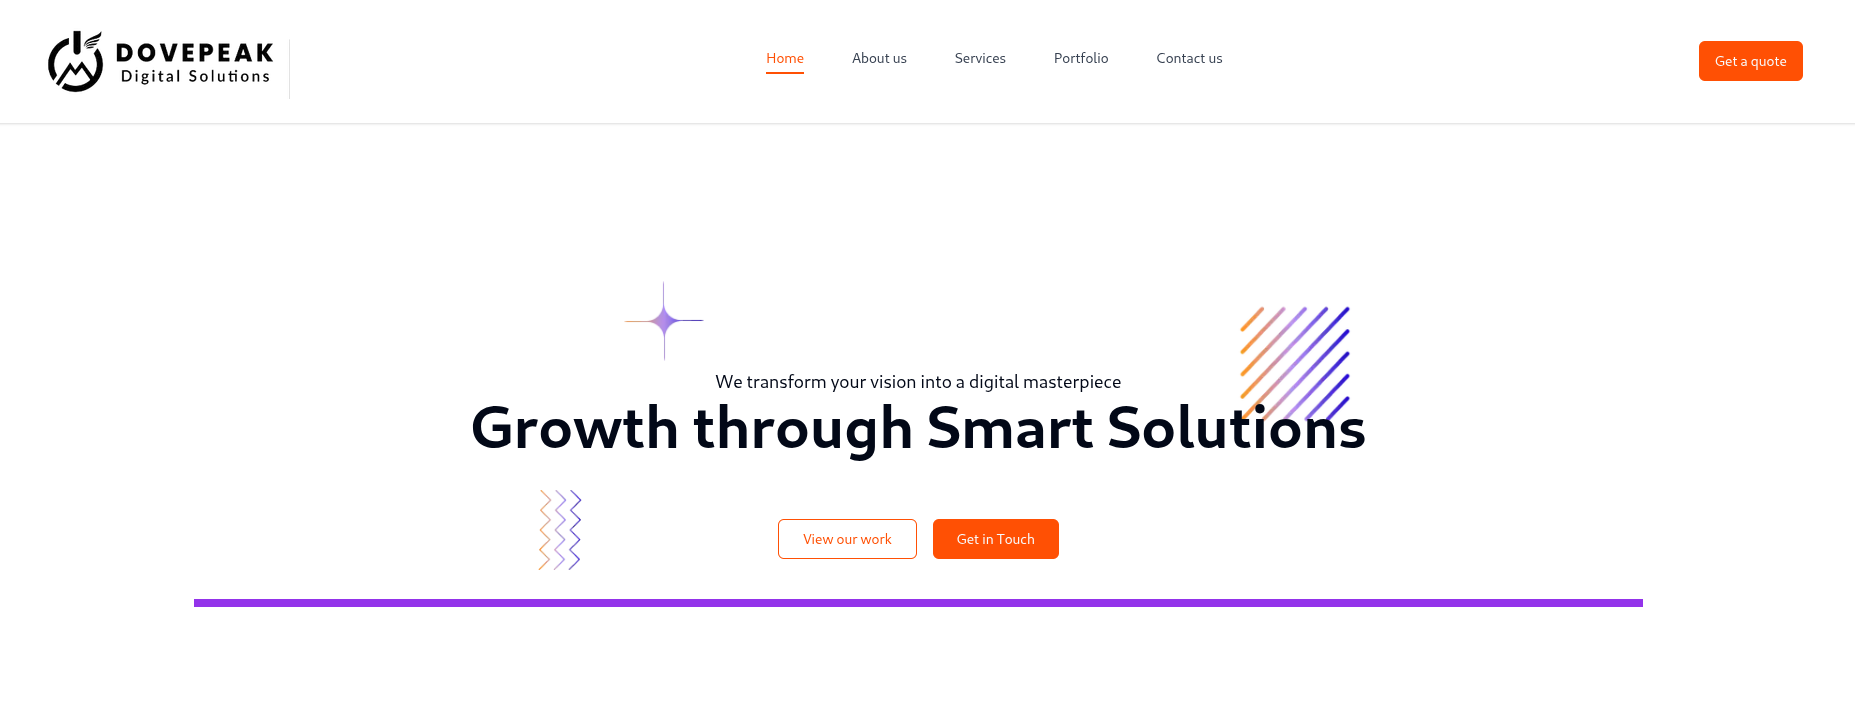 DOVEPEAK
Digital Solutions
Home About us Services Portfolio Contact us
Get a quote
We transform your vision into a digital masterpiece
Growth through Smart Solutions
View our work Get in Touch